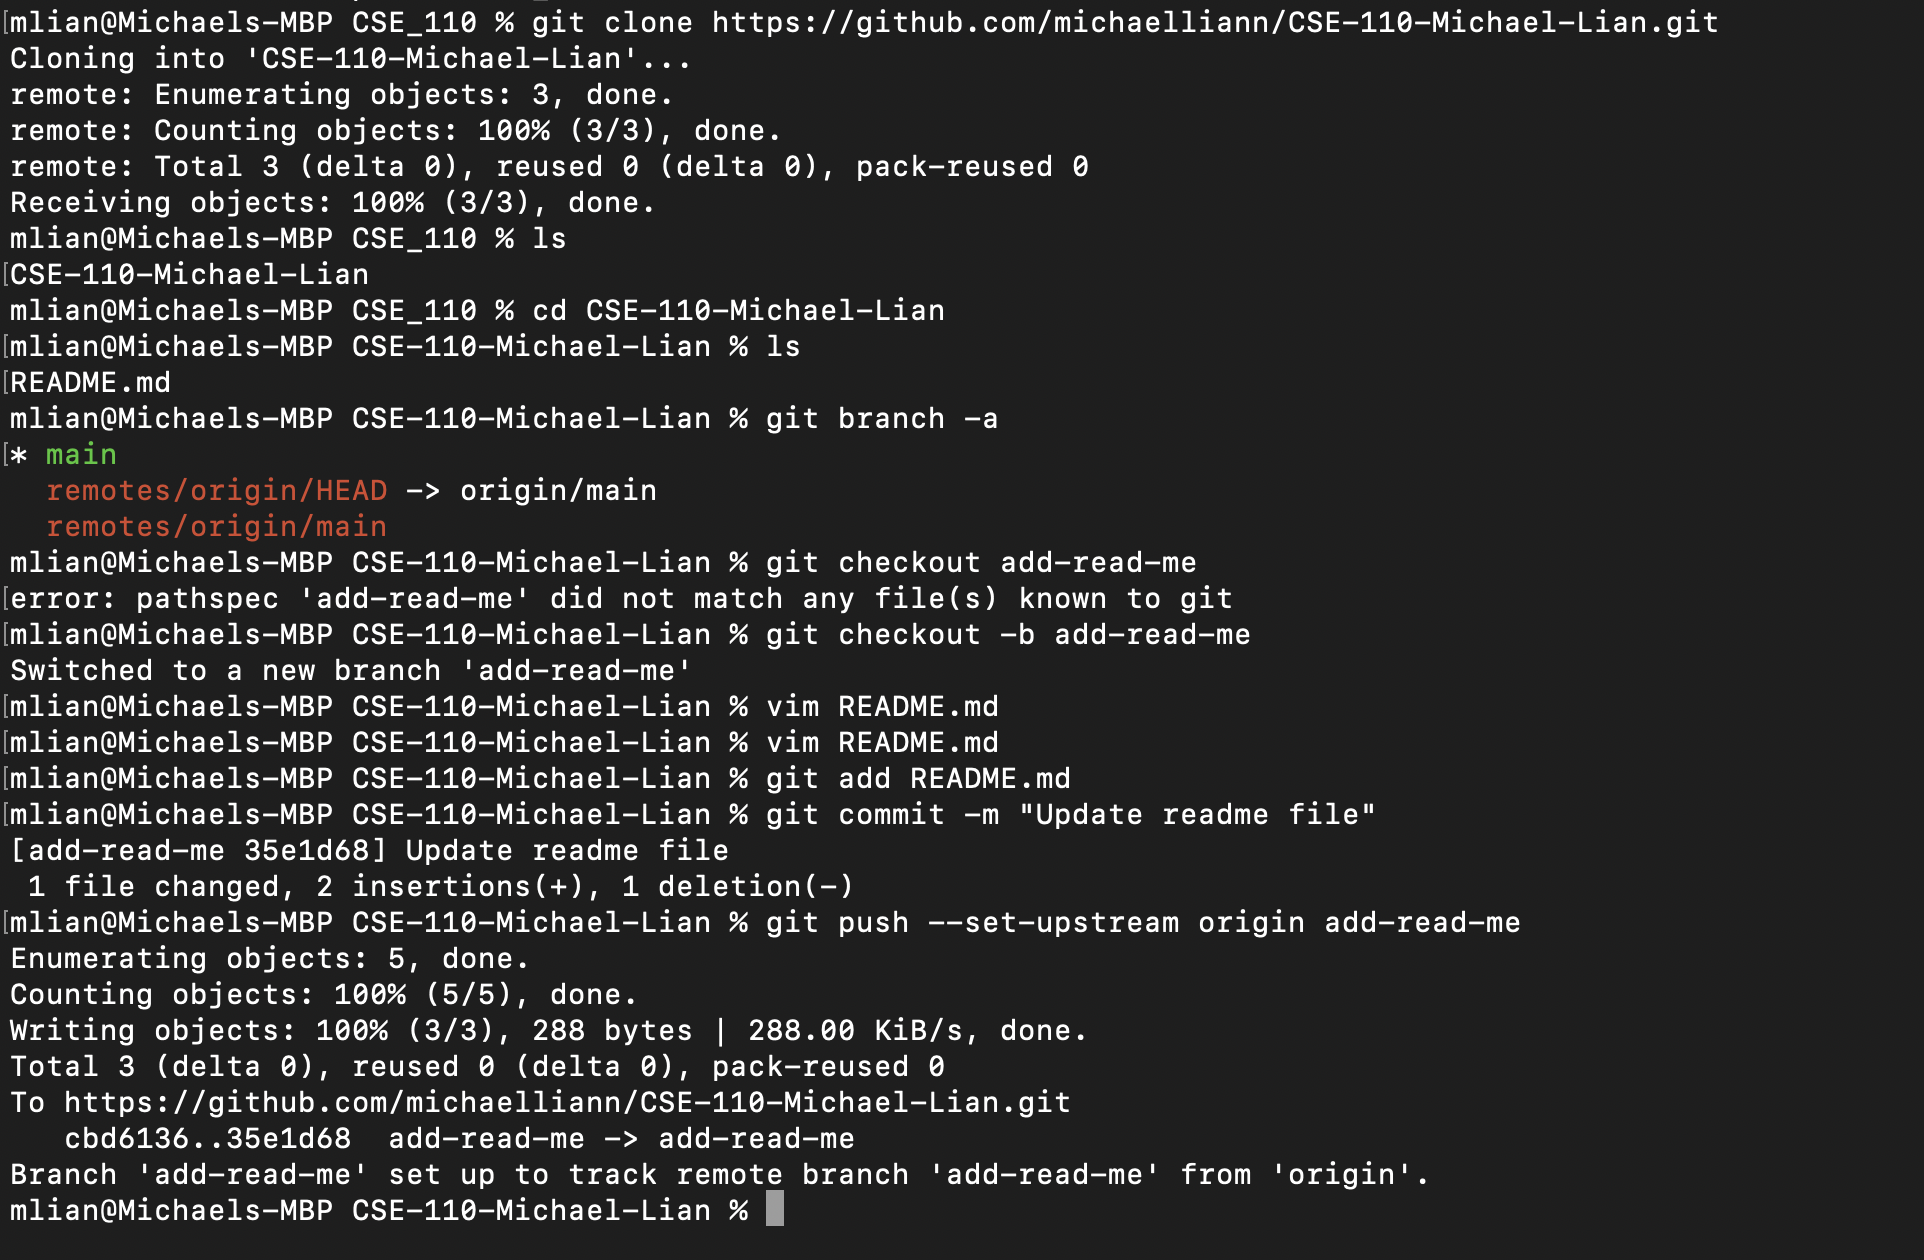 [mlian@Michaels-MBP CSE_110 % git clone https://github.com/michaelliann/CSE-110-Michael-Lian.git
Cloning into 'CSE-110-Michael-Lian'...
remote: Enumerating objects: 3, done.
remote: Counting objects: 100% (3/3), done.
remote: Total 3 (delta 0), reused 0 (delta 0), pack-reused 0
Receiving objects: 100% (3/3), done.
mlian@Michaels-MBP CSE_110 % ls
[CSE-110-Michael-Lian
mlian@Michaels-MBP CSE_110 % cd CSE-110-Michael-Lian
[mlian@Michaels-MBP CSE-110-Michael-Lian % ls
[README.md
mlian@Michaels-MBP CSE-110-Michael-Lian % git branch -a
[* main
  remotes/origin/HEAD -> origin/main
  remotes/origin/main
mlian@Michaels-MBP CSE-110-Michael-Lian % git checkout add-read-me
[error: pathspec 'add-read-me' did not match any file(s) known to git
[mlian@Michaels-MBP CSE-110-Michael-Lian % git checkout -b add-read-me
Switched to a new branch 'add-read-me'
[mlian@Michaels-MBP CSE-110-Michael-Lian % vim README.md
[mlian@Michaels-MBP CSE-110-Michael-Lian % vim README.md
[mlian@Michaels-MBP CSE-110-Michael-Lian % git add README.md
[mlian@Michaels-MBP CSE-110-Michael-Lian % git commit -m "Update readme file"
[add-read-me 35e1d68] Update readme file
 1 file changed, 2 insertions(+), 1 deletion(-)
[mlian@Michaels-MBP CSE-110-Michael-Lian % git push --set-upstream origin add-read-me
Enumerating objects: 5, done.
Counting objects: 100% (5/5), done.
Writing objects: 100% (3/3), 288 bytes | 288.00 KiB/s, done.
Total 3 (delta 0), reused 0 (delta 0), pack-reused 0
To https://github.com/michaelliann/CSE-110-Michael-Lian.git
   cbd6136..35e1d68  add-read-me -> add-read-me
Branch 'add-read-me' set up to track remote branch 'add-read-me' from 'origin'.
mlian@Michaels-MBP CSE-110-Michael-Lian %